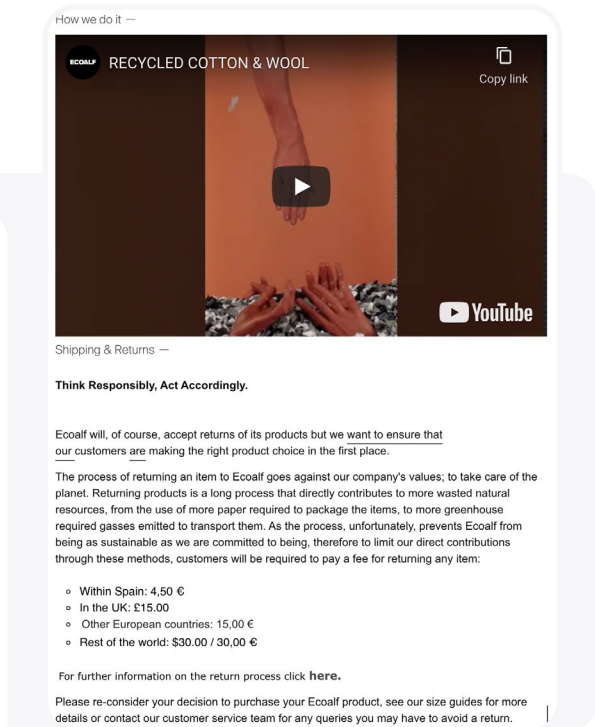 How we do it —
ECOALF RECYCLED COTTON & WOOL
Copy link
YouTube
Shipping & Returns —
Think Responsibly, Act Accordingly.
Ecoalf will, of course, accept returns of its products but we want to ensure that
our customers are making the right product choice in the first place.
The process of returning an item to Ecoalf goes against our company's values; to take care of the
planet. Returning products is a long process that directly contributes to more wasted natural
resources, from the use of more paper required to package the items, to more greenhouse
required gasses emitted to transport them. As the process, unfortunately, prevents Ecoalf from
being as sustainable as we are committed to being, therefore to limit our direct contributions
through these methods, customers will be required to pay a fee for returning any item:
Within Spain: 4,50 €
In the UK: £15.00
Other European countries: 15,00 €
Rest of the world: $30.00 / 30,00 €
For further information on the return process click here.
Please re-consider your decision to purchase your Ecoalf product, see our size guides for more
details or contact our customer service team for any queries you may have to avoid a return.